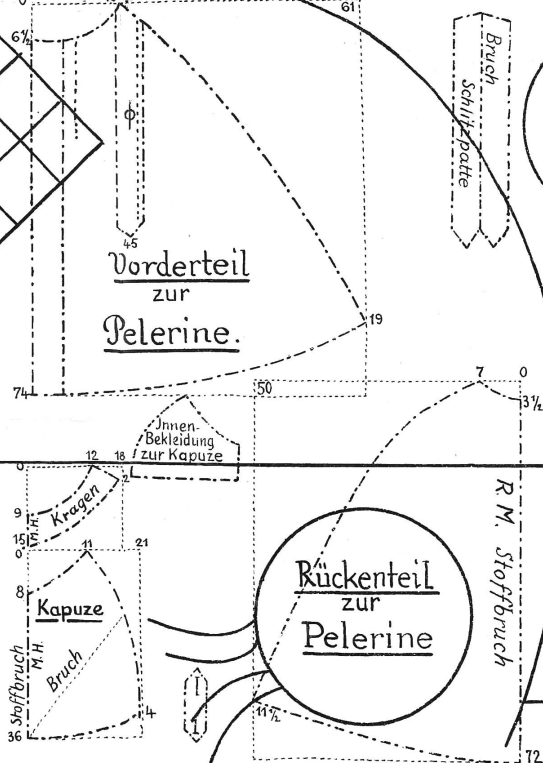 0
61
6½
ϕ
45
Bruch
Schlitzpatte
Vorderteil
zur
Pelerine.
19
74
50
7
0
3½
Innen-
Bekleidung
zur Kapuze
0
12
18
2
Kragen
9
M.H.
15
0
11
21
8
Kapuze
Stoffbruch
M.H.
Bruch
4
36
R.M. Stoffbruch
Rückenteil
zur
Pelerine
11½
72